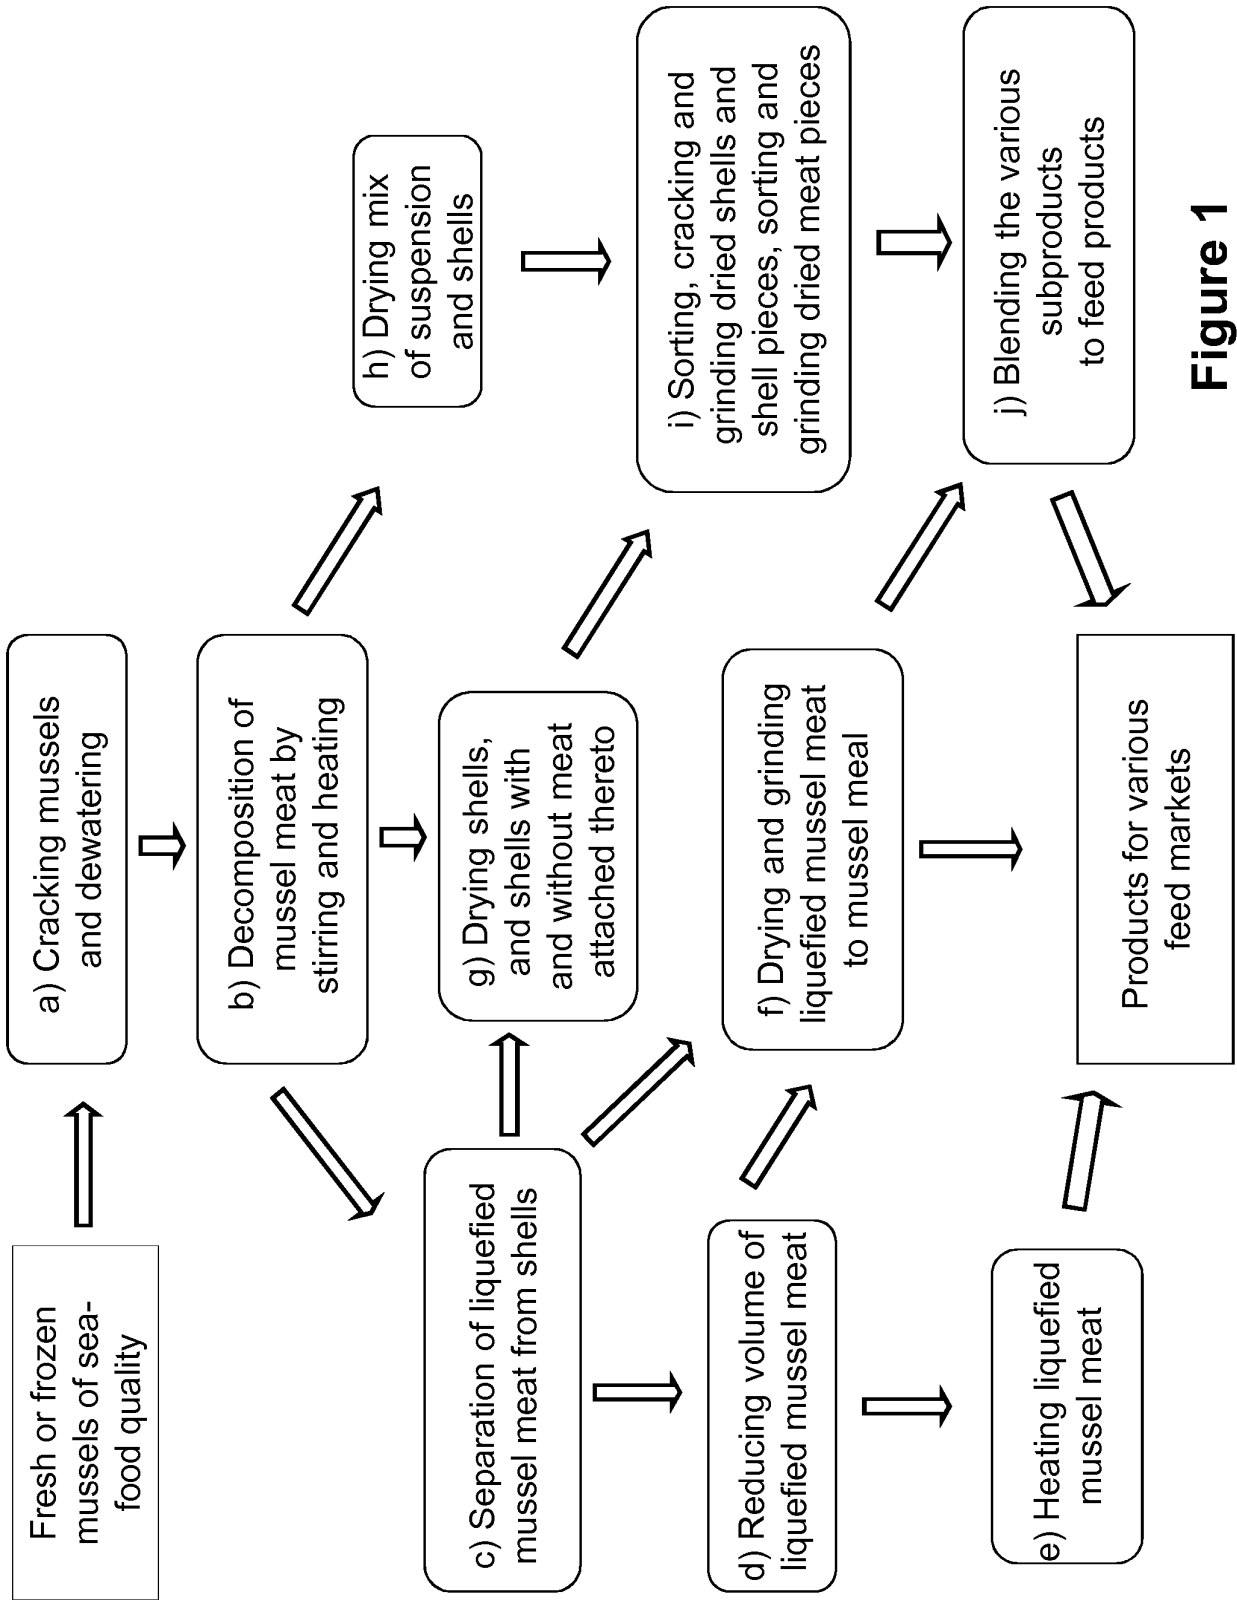 Fresh or frozen
mussels of sea-
food quality
a) Cracking mussels
and dewatering
b) Decomposition of
mussel meat by
stirring and heating
c) Separation of liquefied
mussel meat from shells
g) Drying shells,
and shells with
and without meat
attached thereto
h) Drying mix
of suspension
and shells
d) Reducing volume of
liquefied mussel meat
f) Drying and grinding
liquefied mussel meat
to mussel meal
i) Sorting, cracking and
grinding dried shells and
shell pieces, sorting and
grinding dried meat pieces
e) Heating liquefied
mussel meat
Products for various
feed markets
j) Blending the various
subproducts
to feed products
Figure 1